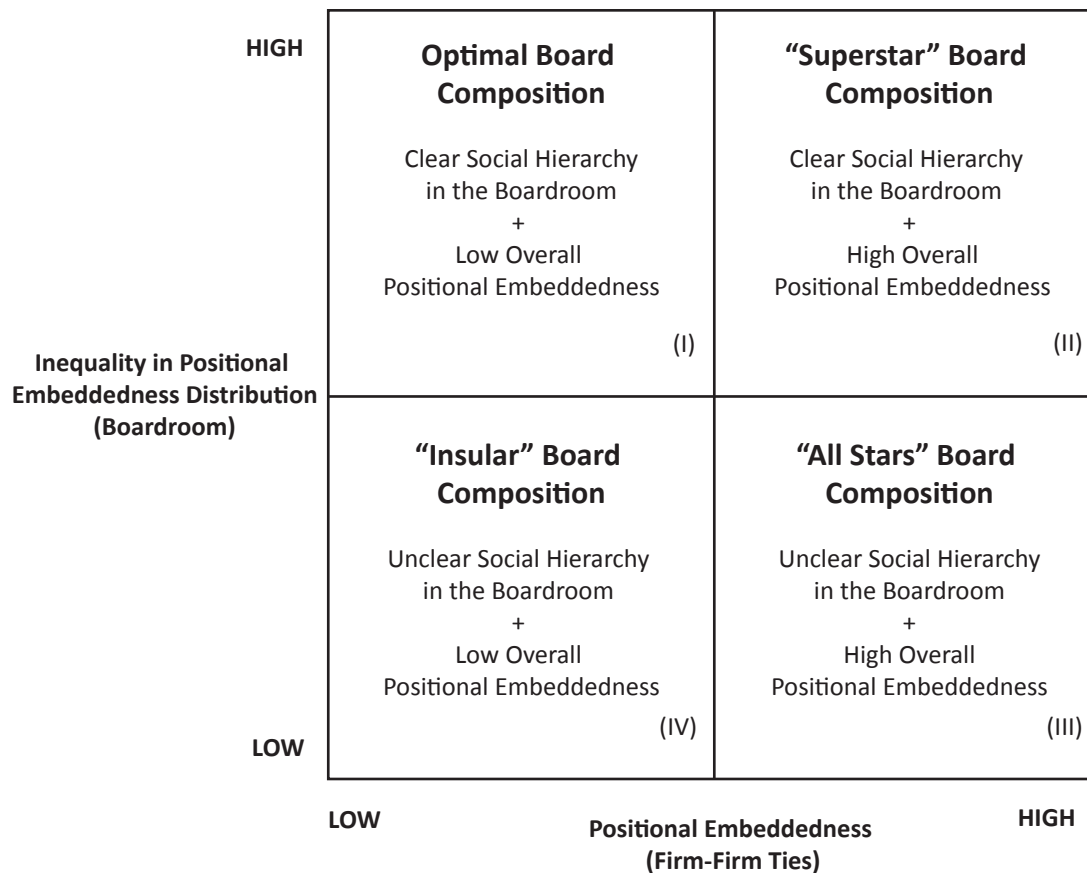 HIGH
Optimal Board
Composition
Clear Social Hierarchy
in the Boardroom
+
Low Overall
Positional Embeddedness
(I)
“Superstar” Board
Composition
Clear Social Hierarchy
in the Boardroom
+
High Overall
Positional Embeddedness
(II)
Inequality in Positional
Embeddedness Distribution
(Boardroom)
“Insular” Board
Composition
Unclear Social Hierarchy
in the Boardroom
+
Low Overall
Positional Embeddedness
(IV)
“All Stars” Board
Composition
Unclear Social Hierarchy
in the Boardroom
+
High Overall
Positional Embeddedness
(III)
LOW
LOW
Positional Embeddedness
(Firm-Firm Ties)
HIGH